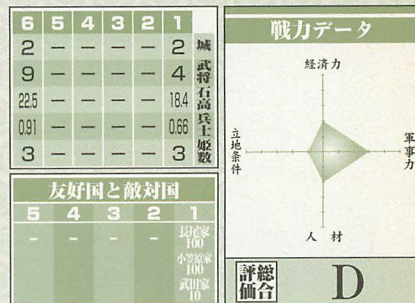 6 5 4 3 2 1
2 － － － － 2 城
9 － － － － 4 武将
22.5 － － － － 18.4 石高
0.91 － － － － 0.66 兵士
3 － － － － 3 姫数
友好国と敵対国
5 4 3 2 1
－ － － － 長尾家 100
小笠原家 100
武田家 10
戦力データ
経済力
軍事力
人材
立地条件
総合評価
D